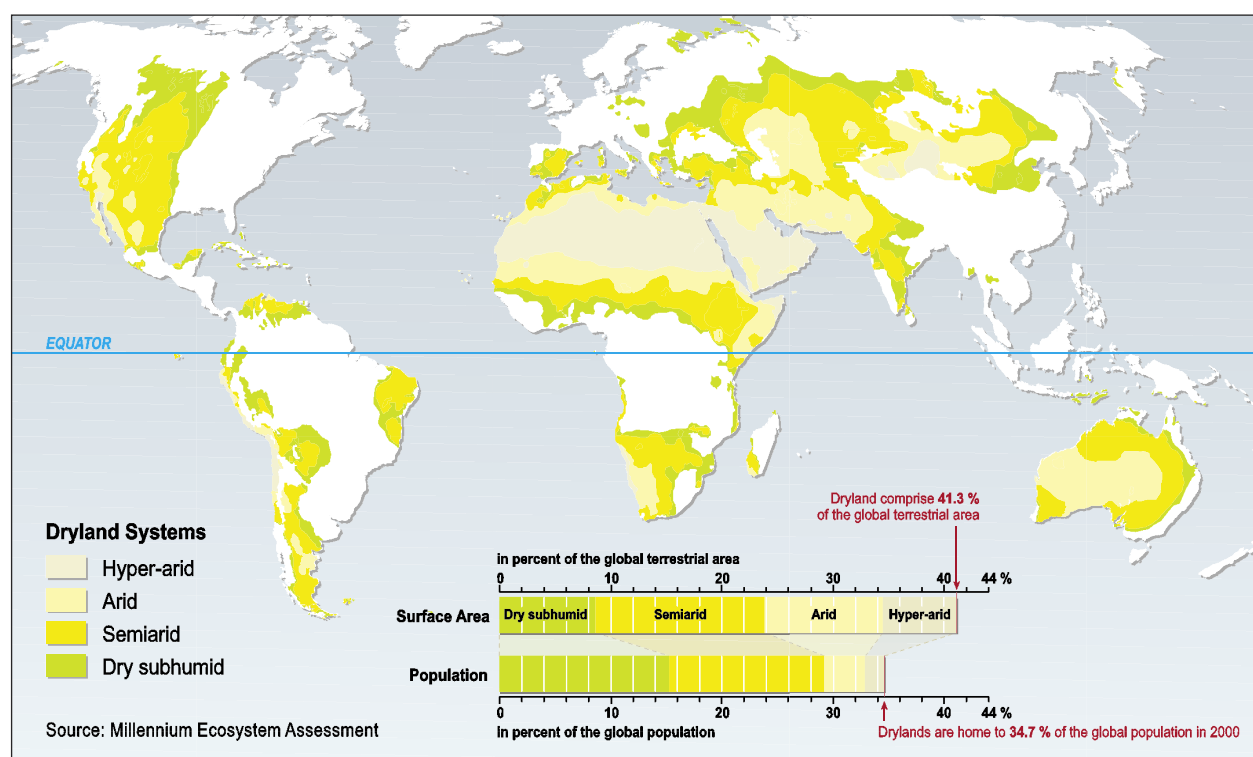 EQUATOR
Dryland Systems
Hyper-arid
Arid
Semiarid
Dry subhumid
Source: Millennium Ecosystem Assessment
Dryland comprise 41.3 %
of the global terrestrial area
in percent of the global terrestrial area
0 10 20 30 40 44 %
Surface Area Dry subhumid Semiarid Arid Hyper-arid
Population
0 10 20 30 40 44 %
In percent of the global population
Drylands are home to 34.7 % of the global population in 2000